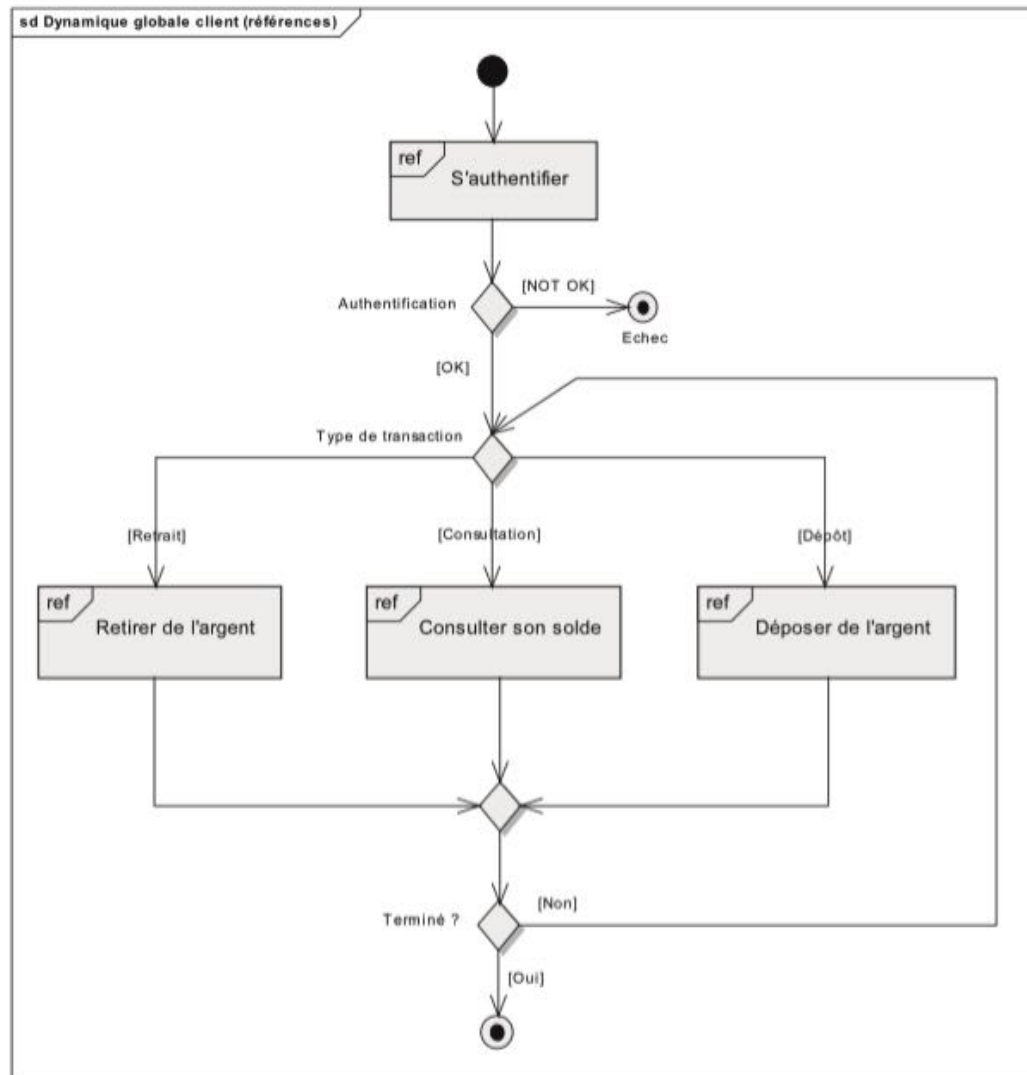 sd Dynamique globale client (références)
ref
S'authentifier
Authentification
[NOT OK]
Echec
[OK]
Type de transaction
[Retrait]
[Consultation]
[Dépôt]
ref
Retirer de l'argent
ref
Consulter son solde
ref
Déposer de l'argent
Terminé ?
[Non]
[Oui]